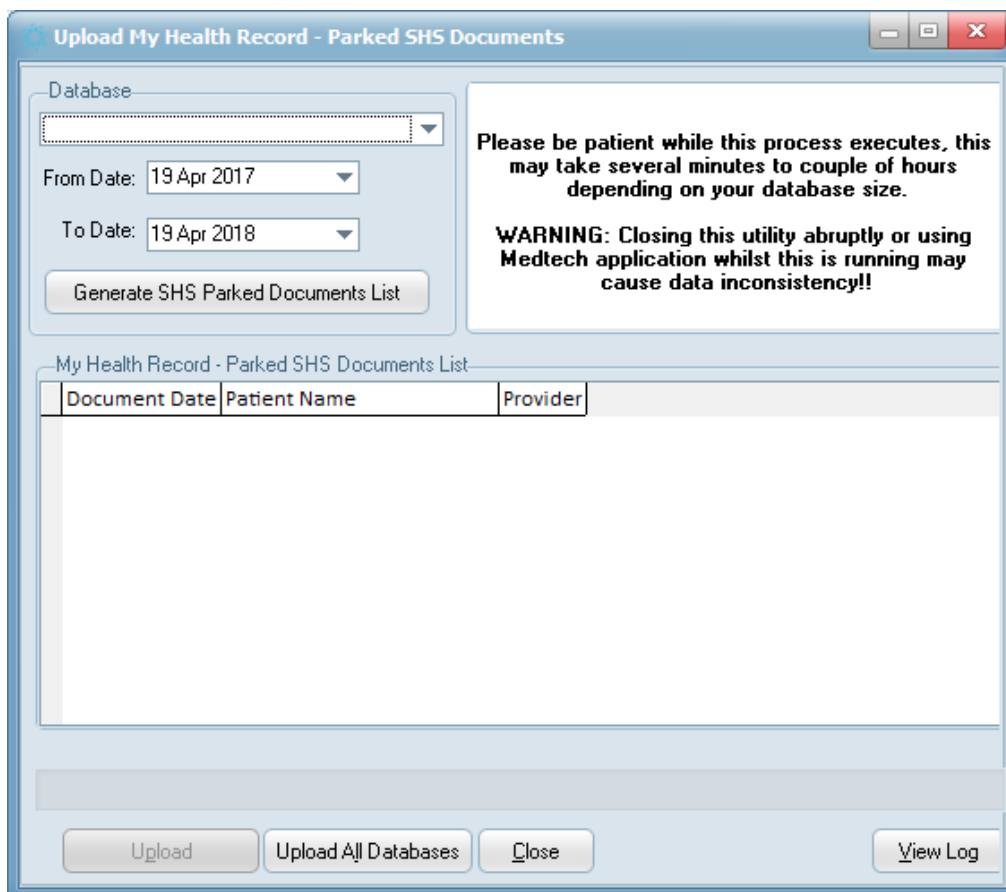 Upload My Health Record - Parked SHS Documents
Database
From Date: 19 Apr 2017
To Date: 19 Apr 2018
Generate SHS Parked Documents List
Please be patient while this process executes, this
may take several minutes to couple of hours
depending on your database size.
WARNING: Closing this utility abruptly or using
Medtech application whilst this is running may
cause data inconsistency!!
My Health Record - Parked SHS Documents List
Document Date Patient Name Provider
Upload Upload All Databases Close View Log